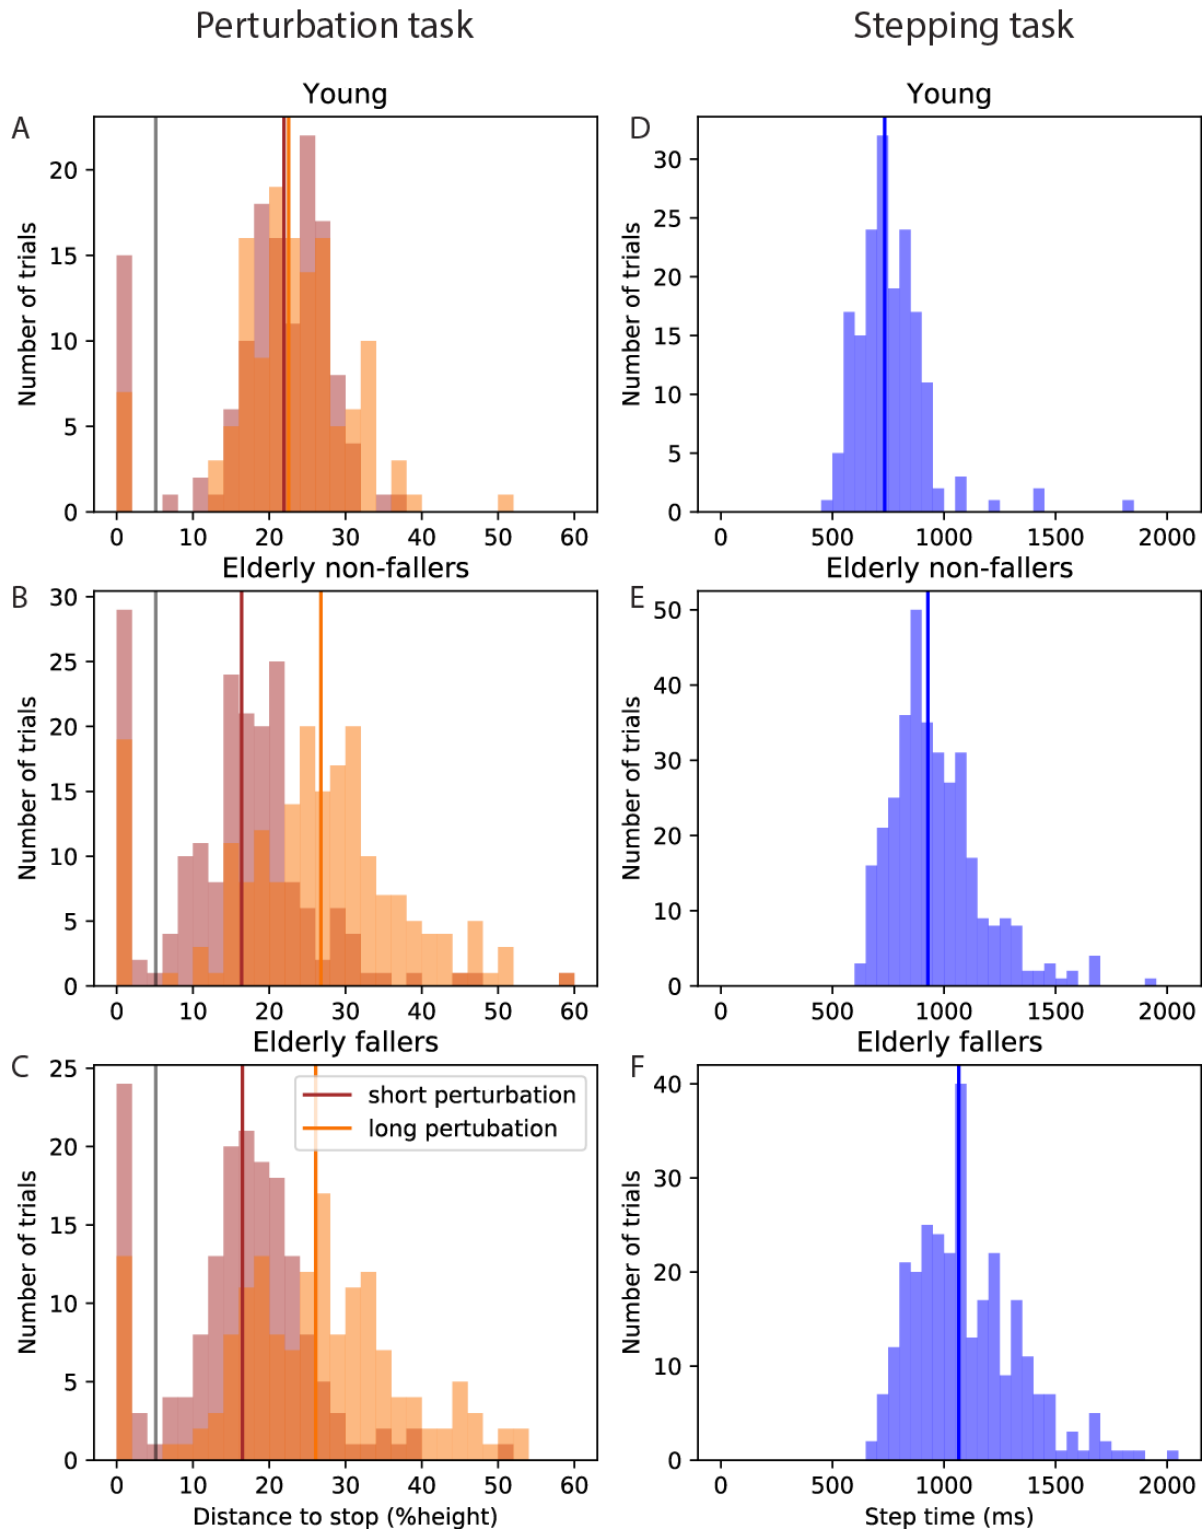 Perturbation task
Stepping task
A
Young
Number of trials
20
15
10
5
0
0 10 20 30 40 50 60
D
Young
Number of trials
30
25
20
15
10
5
0
0 500 1000 1500 2000
B
Elderly non-fallers
Number of trials
30
25
20
15
10
5
0
0 10 20 30 40 50 60
E
Elderly non-fallers
Number of trials
50
40
30
20
10
0
0 500 1000 1500 2000
C
Elderly fallers
short perturbation
long pertubation
Number of trials
25
20
15
10
5
0
0 10 20 30 40 50 60
Distance to stop (%height)
F
Elderly fallers
Number of trials
40
30
20
10
0
0 500 1000 1500 2000
Step time (ms)